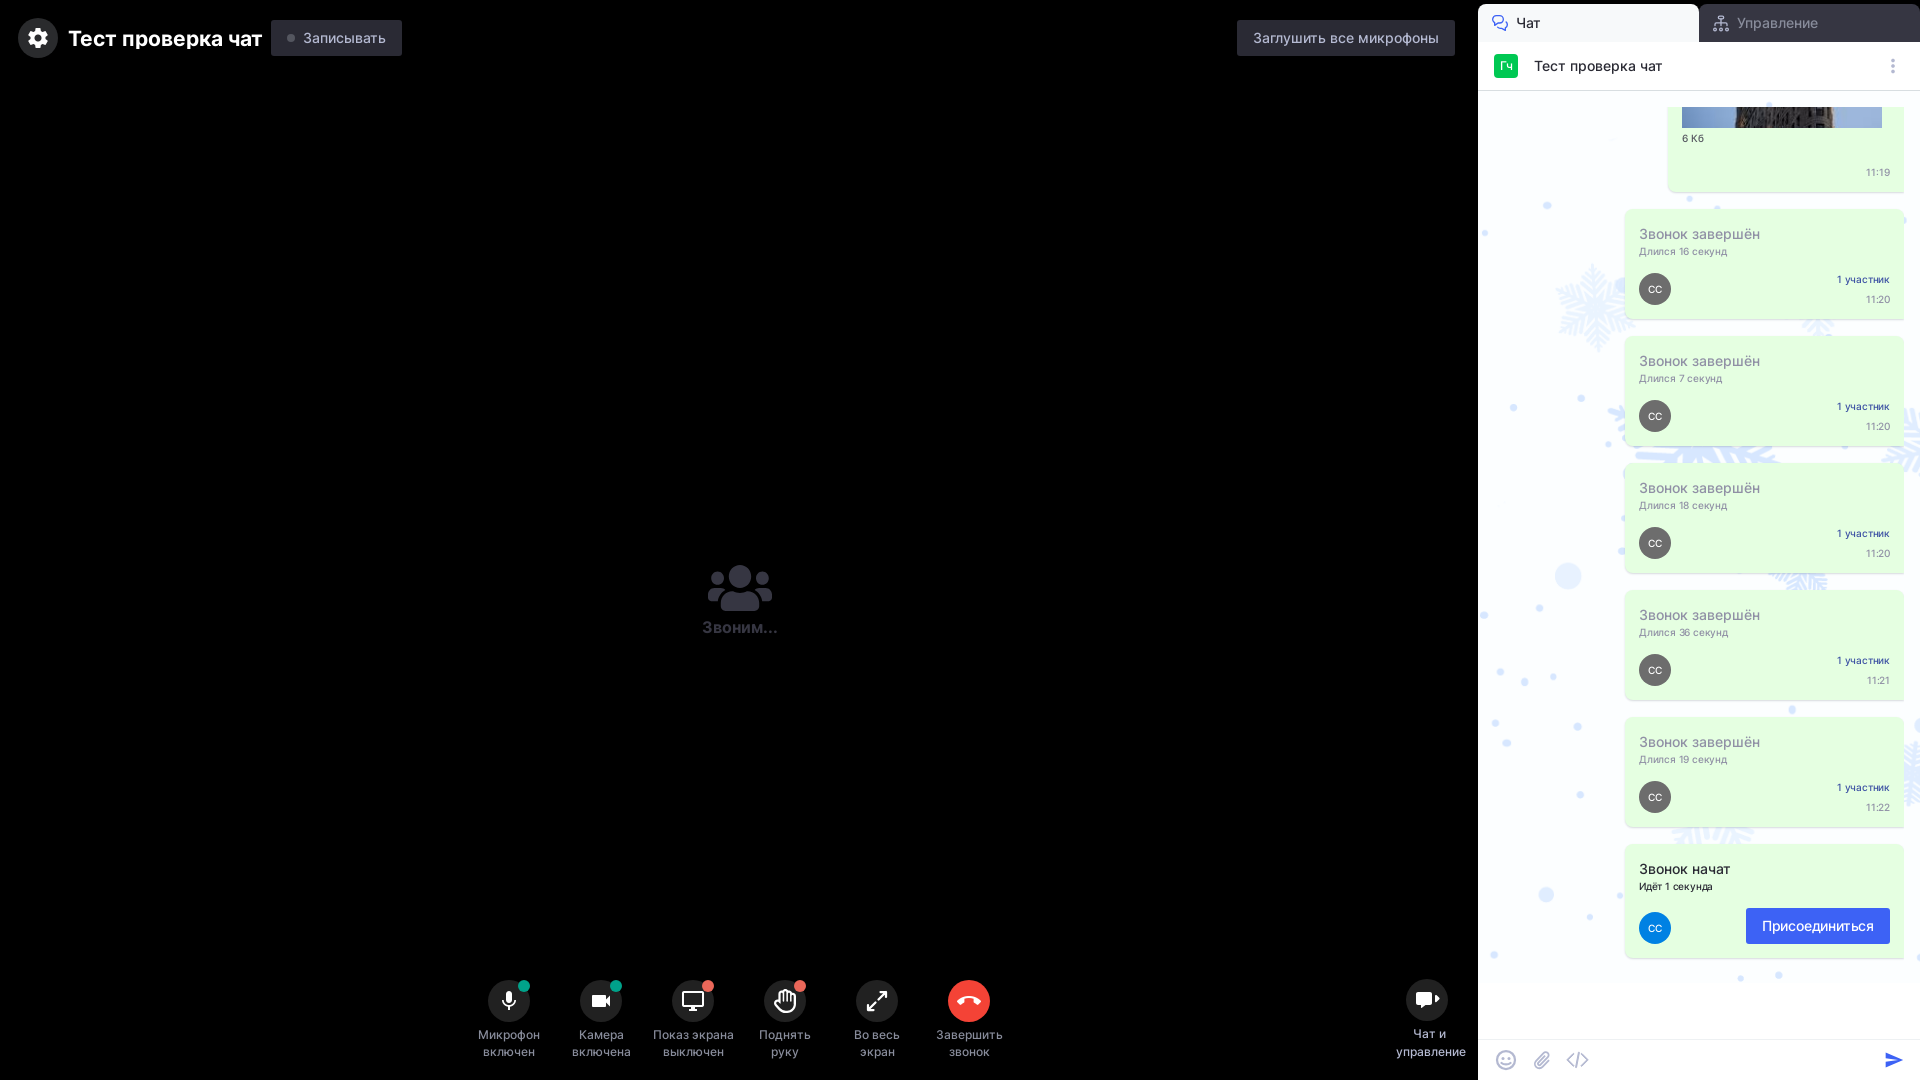 Тест проверка чат
Записывать
Заглушить все микрофоны
Звоним...
Микрофон
включен
Камера
включена
Показ экрана
выключен
Поднять
руку
Во весь
экран
Завершить
звонок
Чат и
управление
Чат
Управление
Гч
Тест проверка чат
6 Кб
11:19
Звонок завершён
Длился 16 секунд
СС
1 участник
11:20
Звонок завершён
Длился 7 секунд
СС
1 участник
11:20
Звонок завершён
Длился 18 секунд
СС
1 участник
11:20
Звонок завершён
Длился 36 секунд
СС
1 участник
11:21
Звонок завершён
Длился 19 секунд
СС
1 участник
11:22
Звонок начат
Идёт 1 секунда
СС
Присоединиться